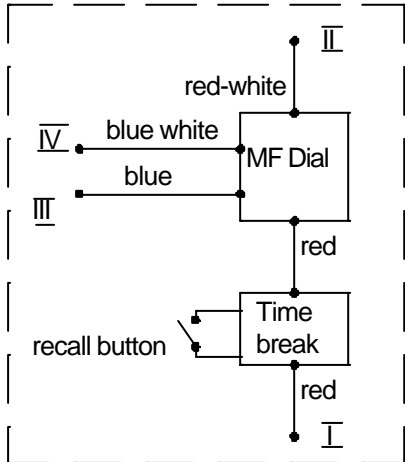 II
red-white
IV
blue white
MF Dial
blue
III
red
Time
break
recall button
red
I